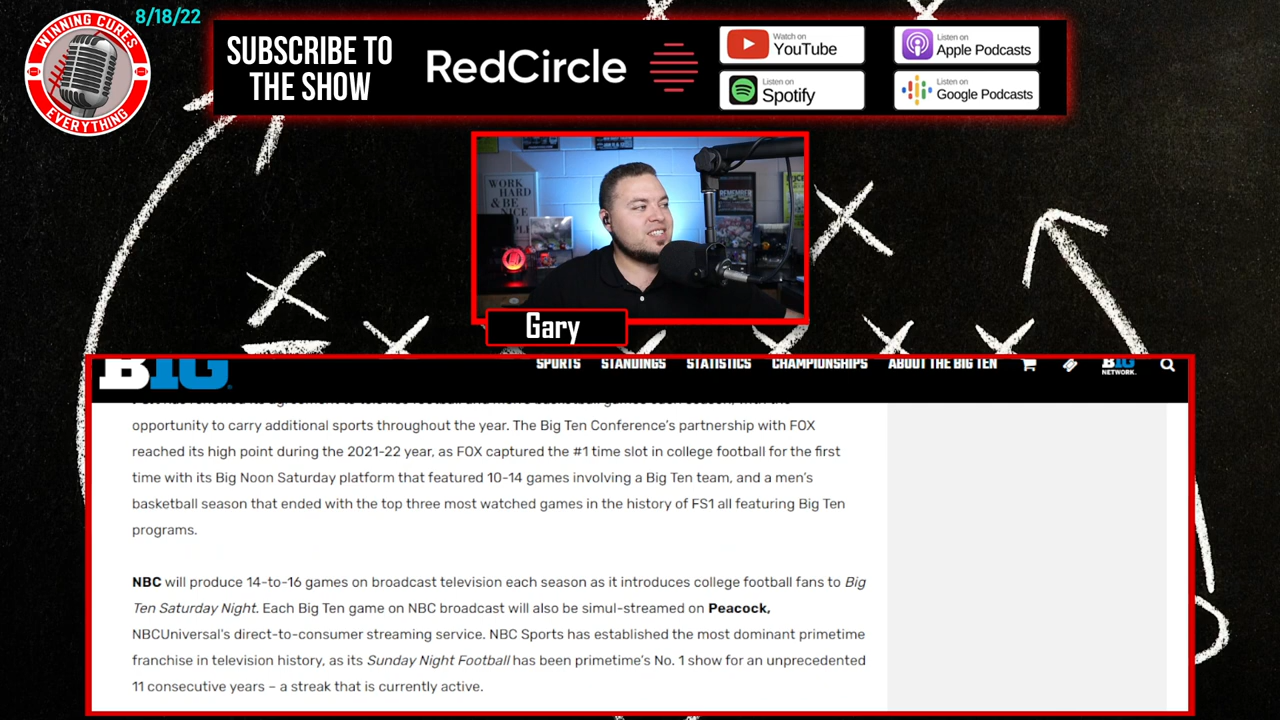 8/18/22
WINNING CURES
EVERYTHING
SUBSCRIBE TO
THE SHOW
RedCircle
Watch on
YouTube
Listen on
Spotify
Listen on
Apple Podcasts
Listen on
Google Podcasts
WORK
HARD
& BE
NICE
REMEMBER
Gary
BIG
SPORTS STANDINGS STATISTICS CHAMPIONSHIPS ABOUT THE BIG TEN BIG NETWORK.
opportunity to carry additional sports throughout the year. The Big Ten Conference's partnership with FOX
reached its high point during the 2021-22 year, as FOX captured the #1 time slot in college football for the first
time with its Big Noon Saturday platform that featured 10-14 games involving a Big Ten team, and a men's
basketball season that ended with the top three most watched games in the history of FS1 all featuring Big Ten
programs.
NBC will produce 14-to-16 games on broadcast television each season as it introduces college football fans to Big
Ten Saturday Night. Each Big Ten game on NBC broadcast will also be simul-streamed on Peacock,
NBCUniversal's direct-to-consumer streaming service. NBC Sports has established the most dominant primetime
franchise in television history, as its Sunday Night Football has been primetime's No. 1 show for an unprecedented
11 consecutive years – a streak that is currently active.